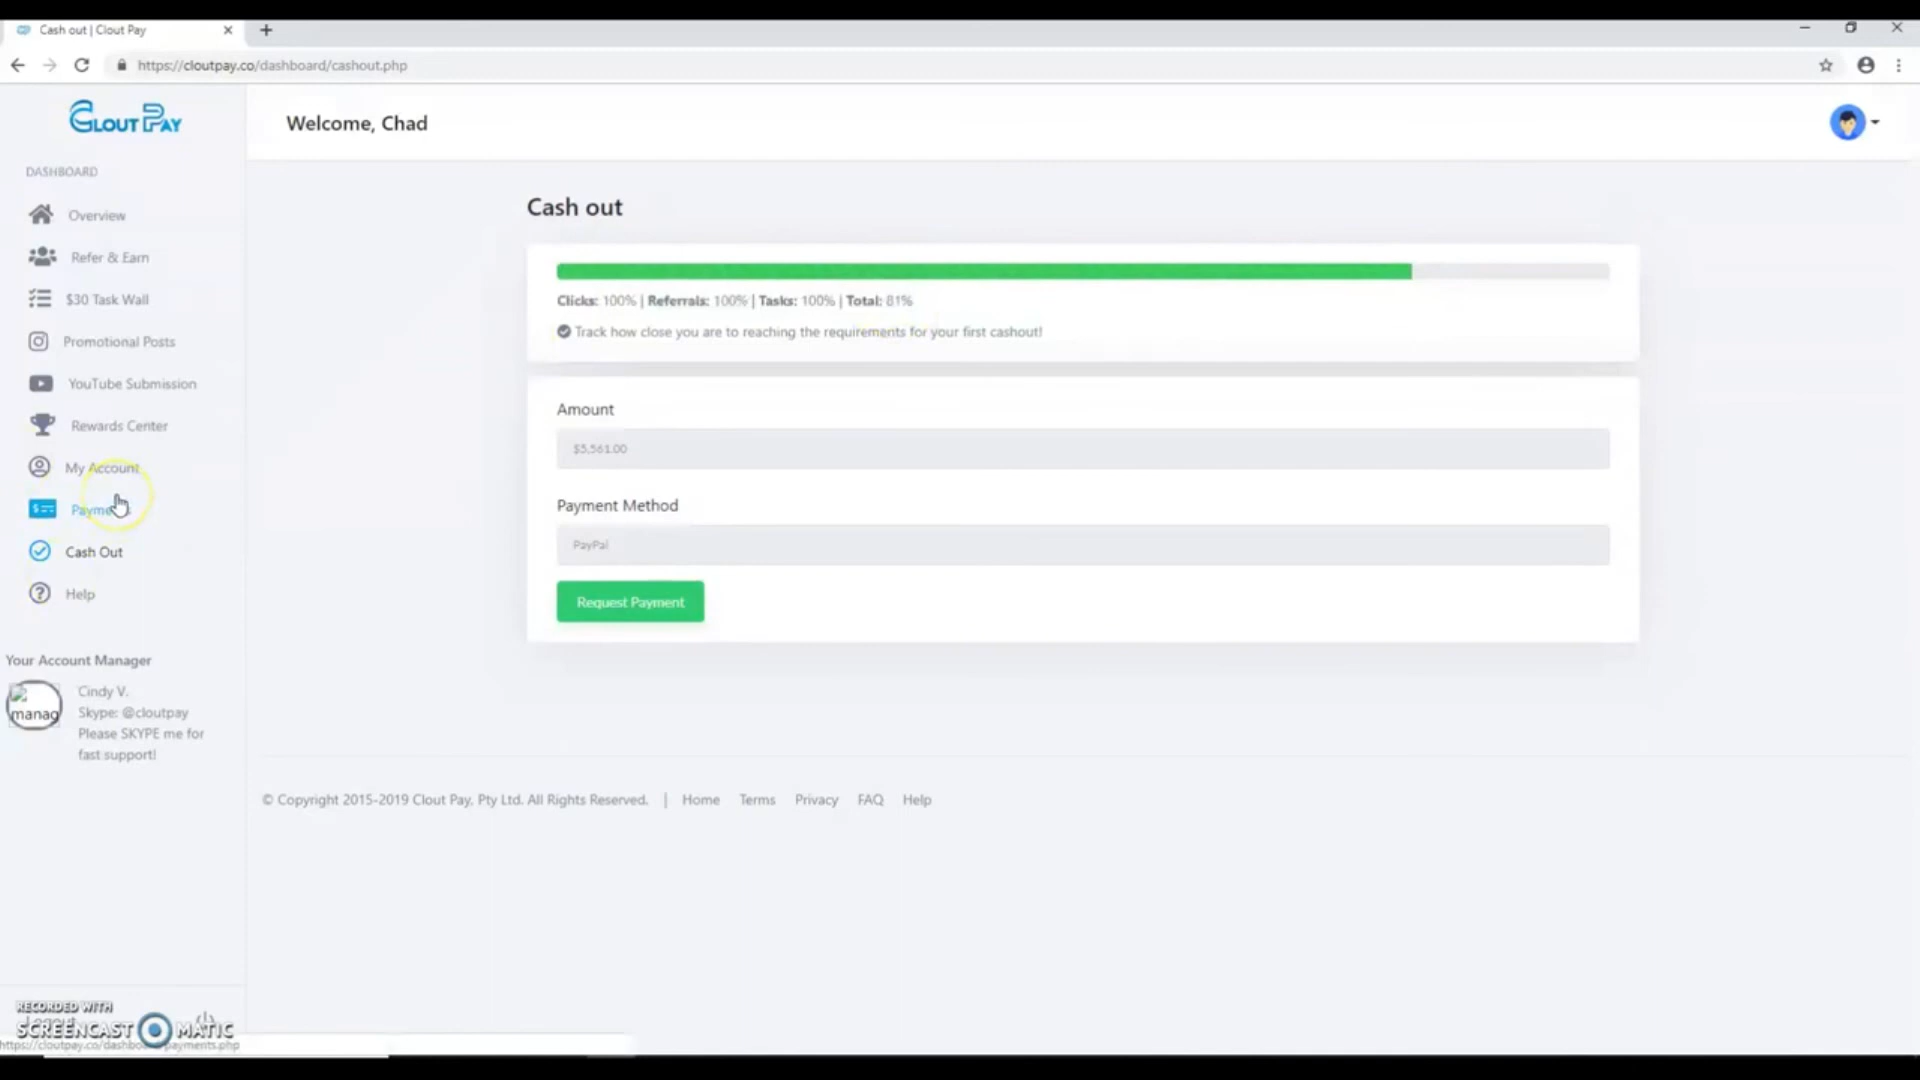 Cash out | Clout Pay
https://cloutpay.co/dashboard/cashout.php
CLOUT PAY
Welcome, Chad
DASHBOARD
Overview
Refer & Earn
$30 Task Wall
Promotional Posts
YouTube Submission
Rewards Center
My Account
Cash Out
Help
Your Account Manager
manag
Cindy V.
Skype: @cloutpay
Please SKYPE me for
fast support!
Cash out
Clicks: 100% | Referrals: 100% | Tasks: 100% | Total: 81%
Track how close you are to reaching the requirements for your first cashout!
Amount
$5,561.00
Payment Method
PayPal
Request Payment
© Copyright 2015-2019 Clout Pay, Pty Ltd. All Rights Reserved. | Home Terms Privacy FAQ Help
RECORDED WITH
SCREENCAST MATIC